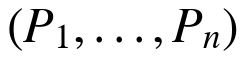 (P₁, . . . , Pₙ)